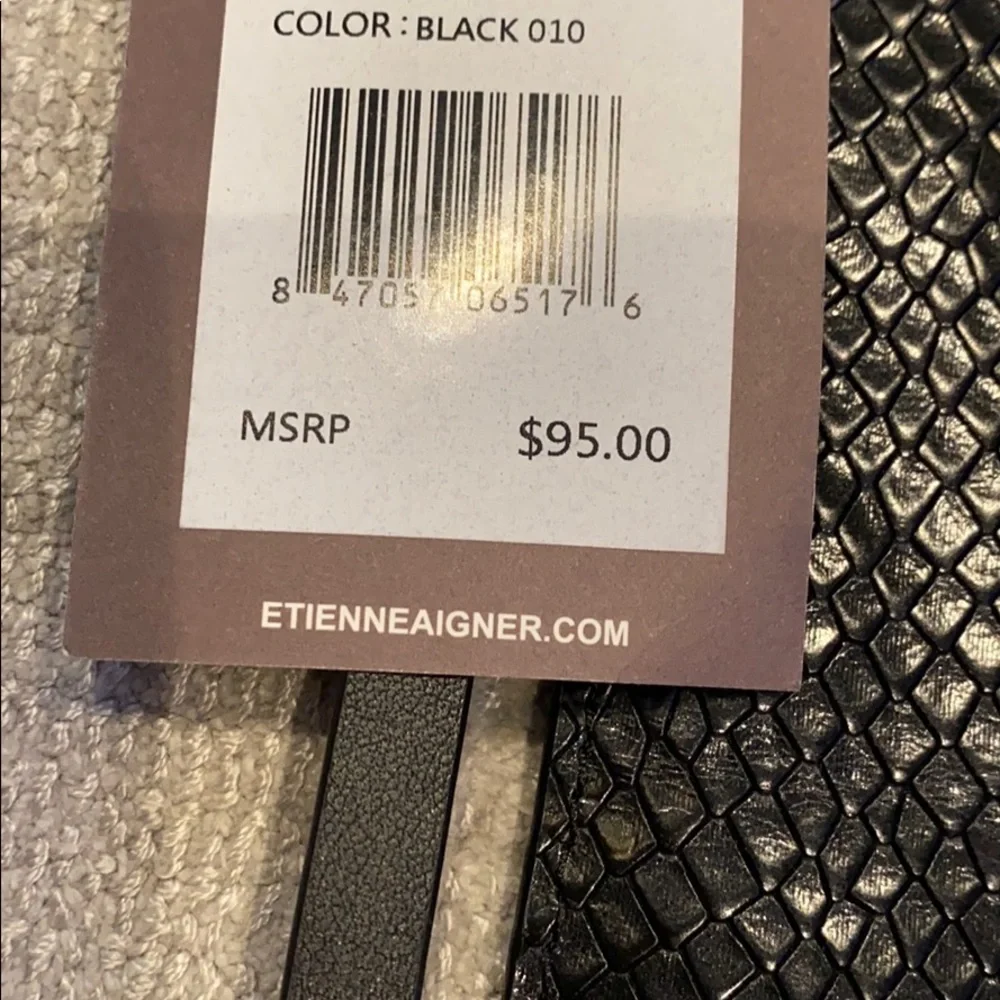 COLOR : BLACK 010
8 47057 06517 6
MSRP $95.00
ETIENNEAIGNER.COM